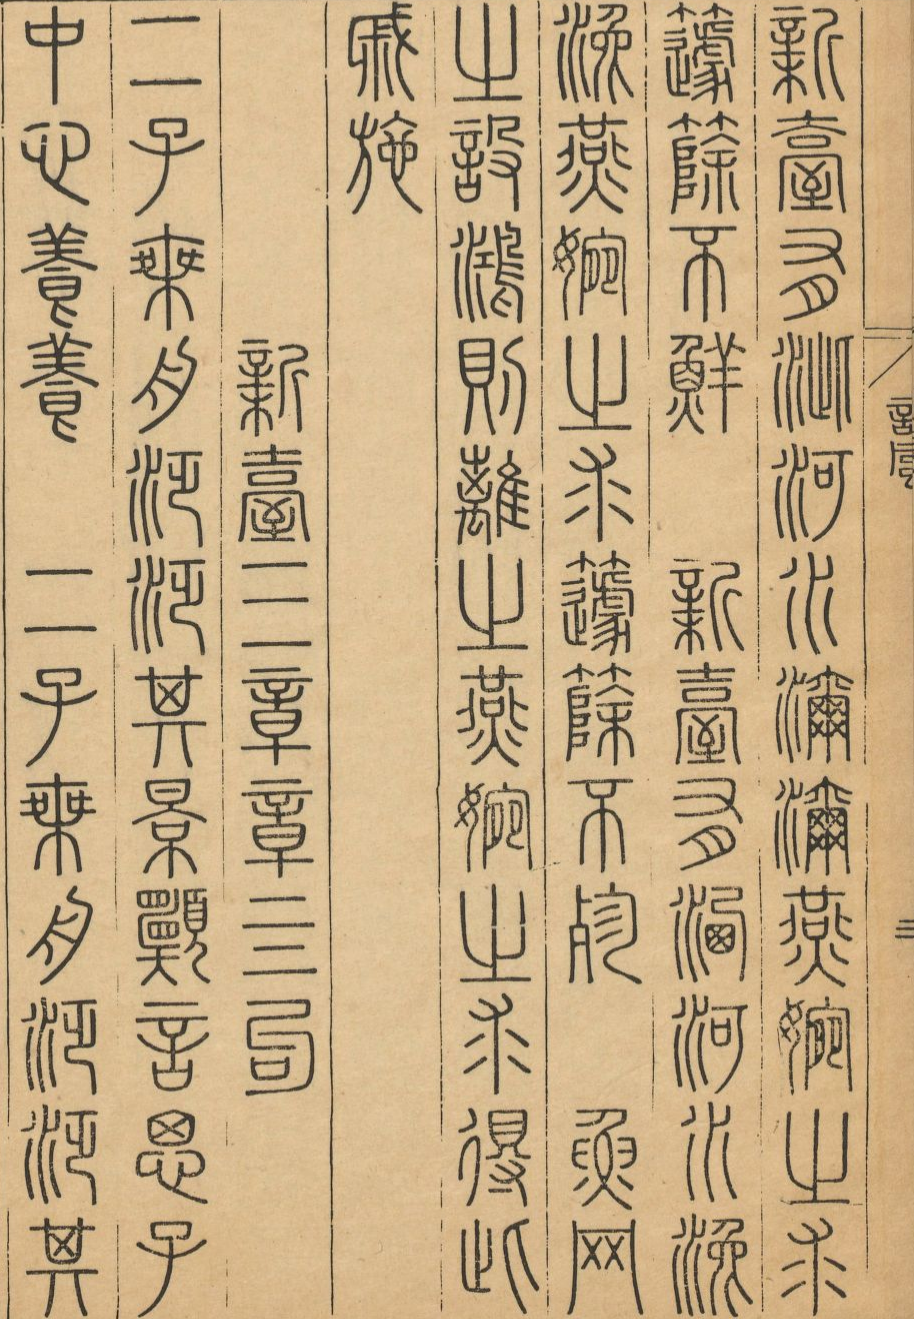 新臺有泚河水瀰瀰燕婉之求
籧篨不鮮　新臺有洒河水浼
浼燕婉之求籧篨不殄　魚网
之設鴻則離之燕婉之求得此
戚施
新臺三章章四句
二子乘舟汎汎其景願言思子
中心養養　二子乘舟汎汎其